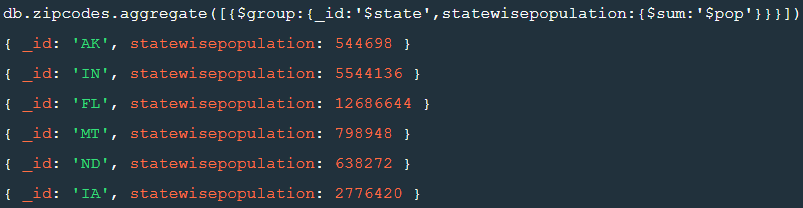 db.zipcodes.aggregate([{$group:{_id:'$state',statewisepopulation:{$sum:'$pop'}}}])
{ _id: 'AK', statewisepopulation: 544698 }
{ _id: 'IN', statewisepopulation: 5544136 }
{ _id: 'FL', statewisepopulation: 12686644 }
{ _id: 'MT', statewisepopulation: 798948 }
{ _id: 'ND', statewisepopulation: 638272 }
{ _id: 'IA', statewisepopulation: 2776420 }